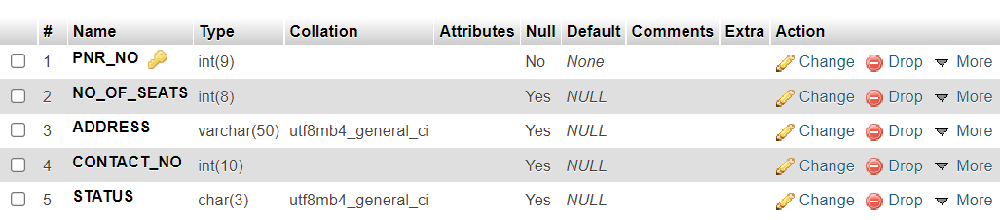 # Name Type Collation Attributes Null Default Comments Extra Action
1 PNR_NO int(9) No None Change Drop More
2 NO_OF_SEATS int(8) Yes NULL Change Drop More
3 ADDRESS varchar(50) utf8mb4_general_ci Yes NULL Change Drop More
4 CONTACT_NO int(10) Yes NULL Change Drop More
5 STATUS char(3) utf8mb4_general_ci Yes NULL Change Drop More